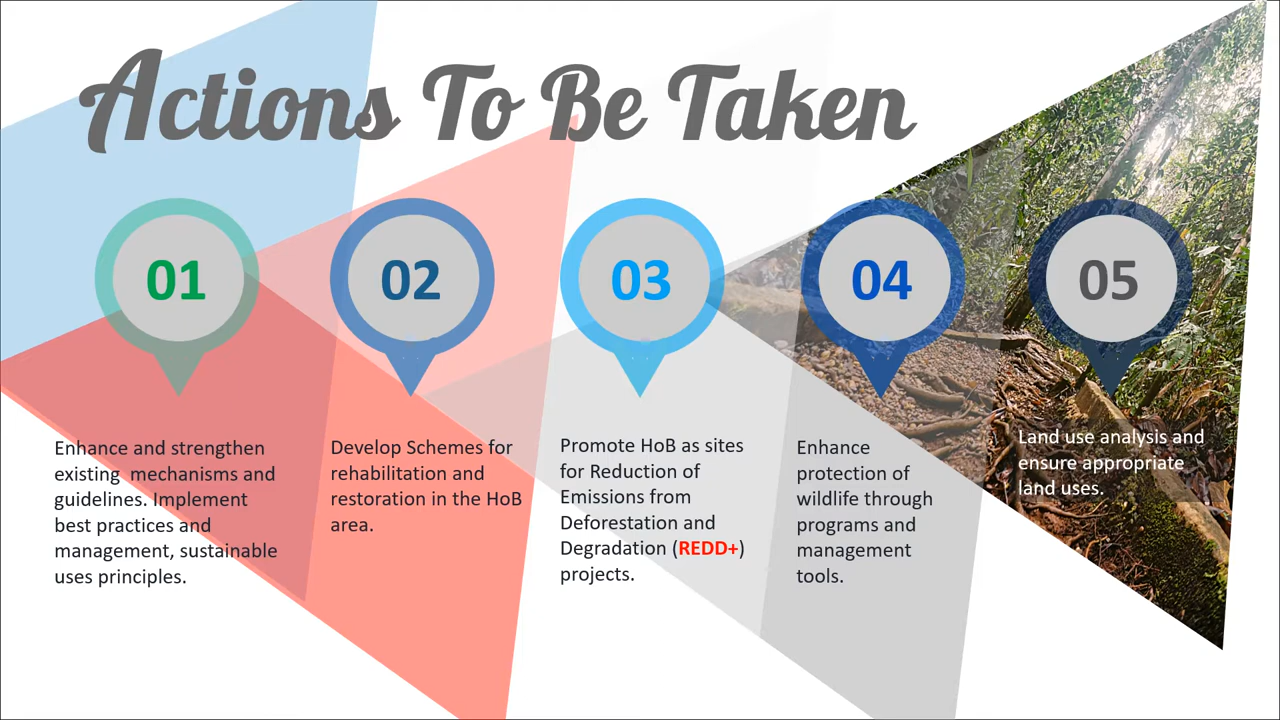 Actions To Be Taken
01
Enhance and strengthen
existing mechanisms and
guidelines. Implement
best practices and
management, sustainable
uses principles.
02
Develop Schemes for
rehabilitation and
restoration in the HoB
area.
03
Promote HoB as sites
for Reduction of
Emissions from
Deforestation and
Degradation (REDD+)
projects.
04
Enhance
protection of
wildlife through
programs and
management
tools.
05
Land use analysis and
ensure appropriate
land uses.